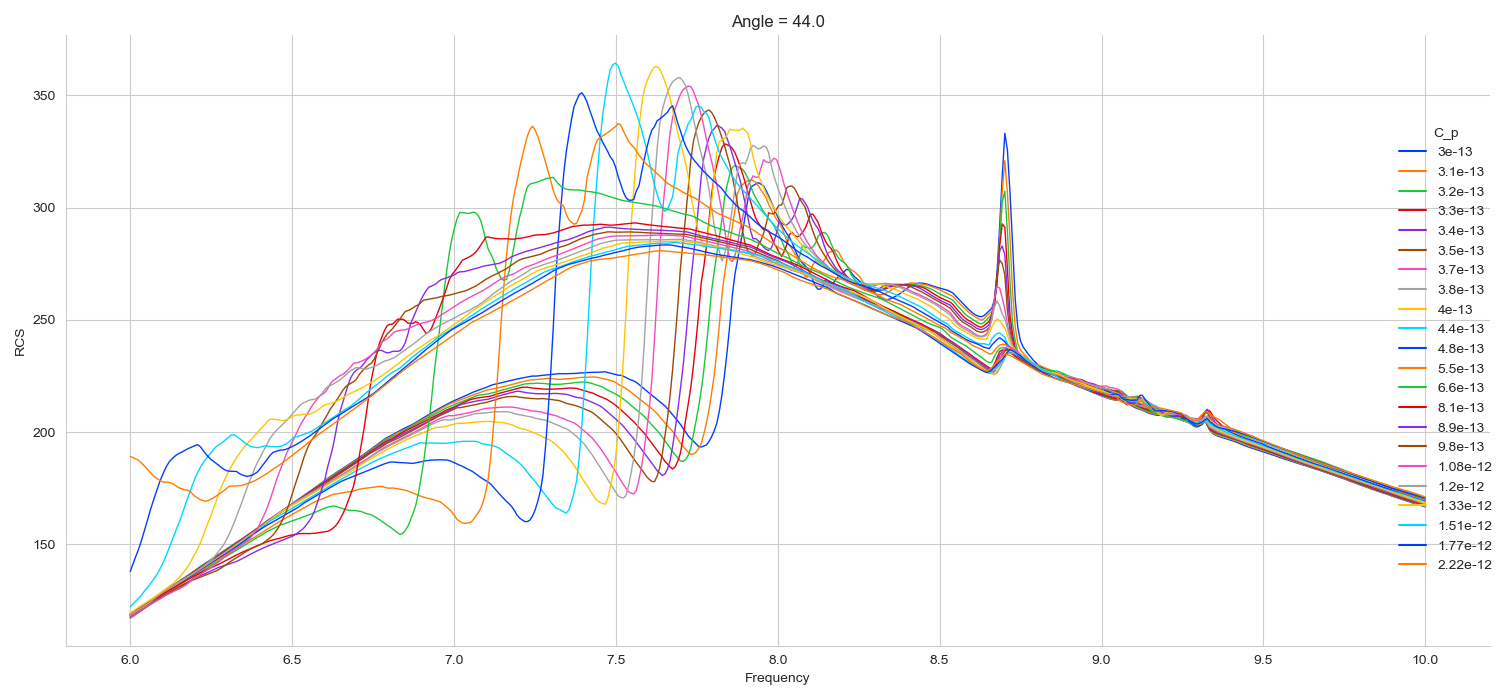 Angle = 44.0
350
300
250
200
150
RCS
6.0 6.5 7.0 7.5 8.0 8.5 9.0 9.5 10.0
Frequency
C_p
3e-13
3.1e-13
3.2e-13
3.3e-13
3.4e-13
3.5e-13
3.7e-13
3.8e-13
4e-13
4.4e-13
4.8e-13
5.5e-13
6.6e-13
8.1e-13
8.9e-13
9.8e-13
1.08e-12
1.2e-12
1.33e-12
1.51e-12
1.77e-12
2.22e-12